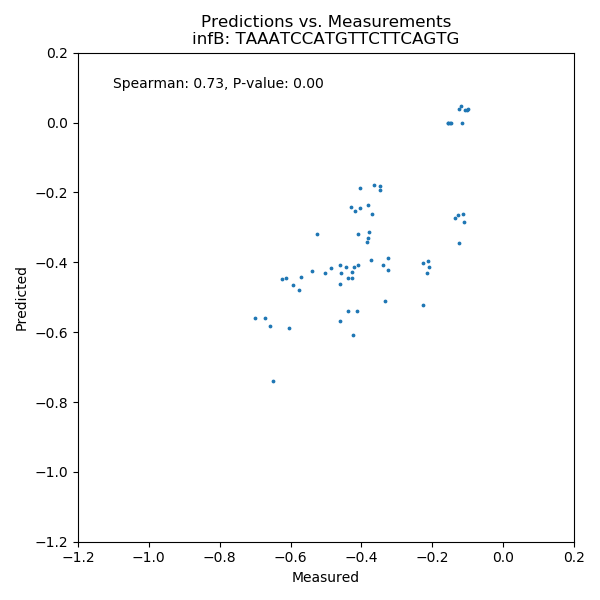 Predictions vs. Measurements
infB: TAAATCCATGTTCTTCAGTG
Spearman: 0.73, P-value: 0.00
0.2
0.0
−0.2
−0.4
−0.6
−0.8
−1.0
−1.2
Predicted
−1.2 −1.0 −0.8 −0.6 −0.4 −0.2 0.0 0.2
Measured